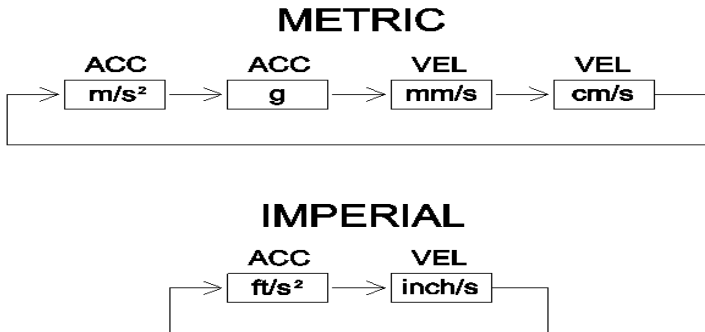 METRIC
ACC ACC VEL VEL
m/s² g mm/s cm/s
IMPERIAL
ACC VEL
ft/s² inch/s